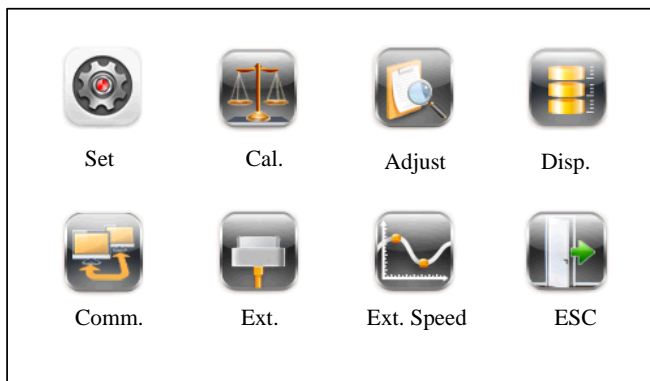 Set Cal. Adjust Disp.
Comm. Ext. Ext. Speed ESC